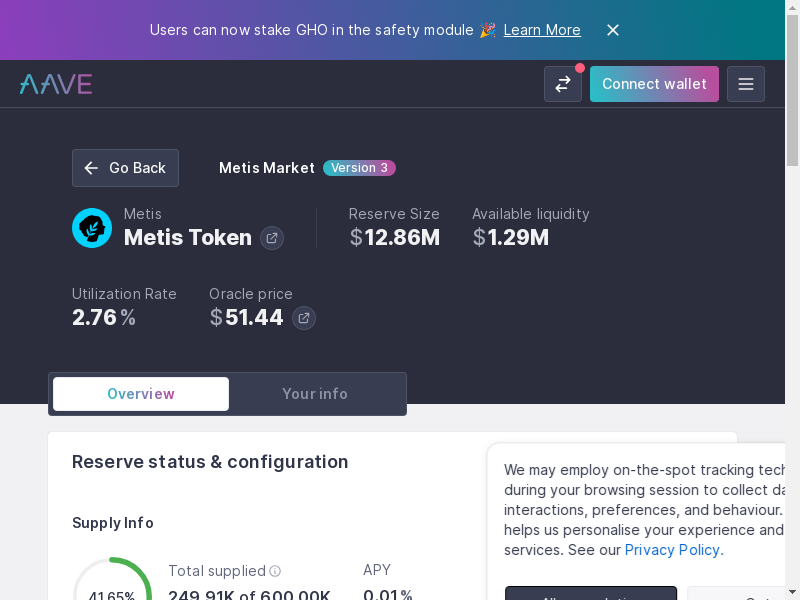 Users can now stake GHO in the safety module 🎉 Learn More
AAVE
Connect wallet
Go Back
Metis Market Version 3
Metis
Metis Token
Reserve Size
$12.86M
Available liquidity
$1.29M
Utilization Rate
2.76%
Oracle price
$51.44
Overview
Your info
Reserve status & configuration
Supply Info
41.65%
Total supplied
249.91K of 600.00K
APY
0.01%
We may employ on-the-spot tracking tech
during your browsing session to collect da
interactions, preferences, and behaviour.
helps us personalise your experience and
services. See our Privacy Policy.